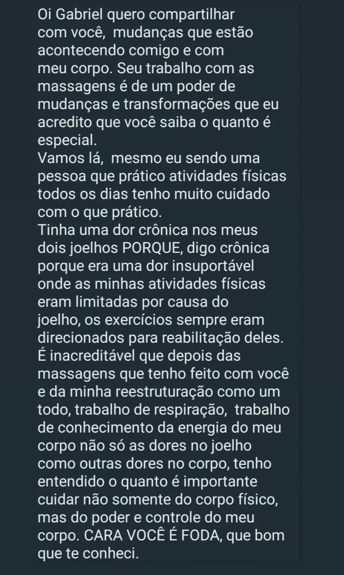 Oi Gabriel quero compartilhar
com você,  mudanças que estão
acontecendo comigo e com
meu corpo. Seu trabalho com as
massagens é de um poder de
mudanças e transformações que eu
acredito que você saiba o quanto é
especial.
Vamos lá,  mesmo eu sendo uma
pessoa que prático atividades físicas
todos os dias tenho muito cuidado
com o que prático.
Tinha uma dor crônica nos meus
dois joelhos PORQUE, digo crônica
porque era uma dor insuportável
onde as minhas atividades físicas
eram limitadas por causa do
joelho, os exercícios sempre eram
direcionados para reabilitação deles.
É inacreditável que depois das
massagens que tenho feito com você
e da minha reestruturação como um
todo, trabalho de respiração,  trabalho
de conhecimento da energia do meu
corpo não só as dores no joelho
como outras dores no corpo, tenho
entendido o quanto é importante
cuidar não somente do corpo físico,
mas do poder e controle do meu
corpo. CARA VOCÊ É FODA, que bom
que te conheci.